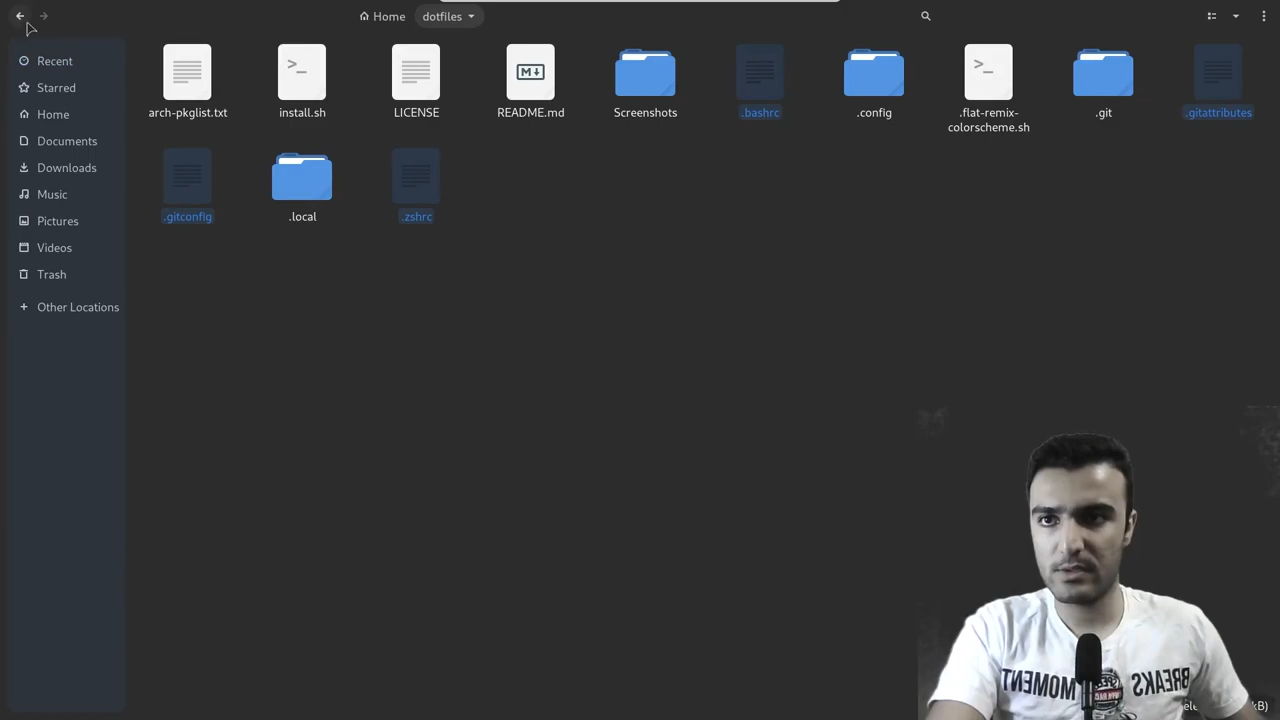 Home dotfiles
Recent
Starred
Home
Documents
Downloads
Music
Pictures
Videos
Trash
Other Locations
arch-pkglist.txt install.sh LICENSE README.md Screenshots .bashrc .config .flat-remix-
colorscheme.sh .git .gitattributes
.gitconfig .local .zshrc
MOMENT BREAKS